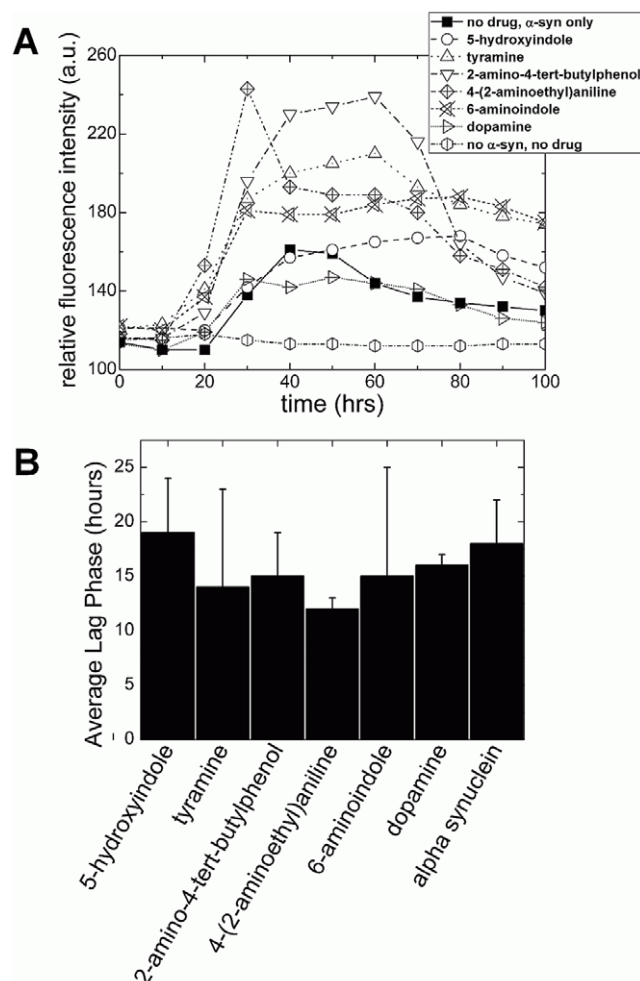 A
no drug, α-syn only
5-hydroxyindole
tyramine
2-amino-4-tert-butylphenol
4-(2-aminoethyl)aniline
6-aminoindole
dopamine
no α-syn, no drug
relative fluorescence intensity (a.u.)
260
220
180
140
100
0 20 40 60 80 100
time (hrs)
B
Average Lag Phase (hours)
25
20
15
10
5
0
5-hydroxyindole
tyramine
2-amino-4-tert-butylphenol
4-(2-aminoethyl)aniline
6-aminoindole
dopamine
alpha synuclein